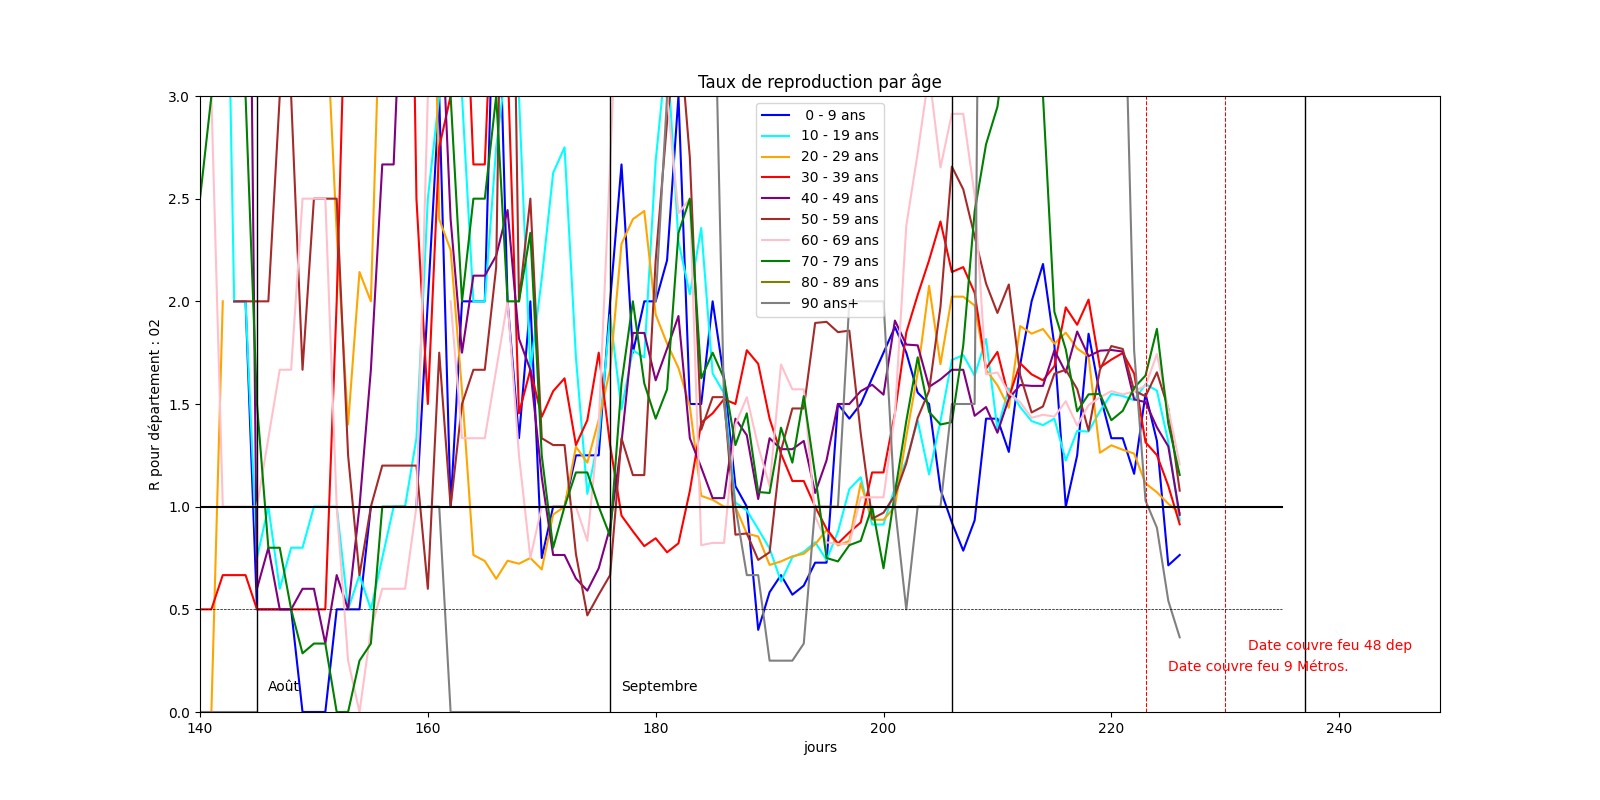 Taux de reproduction par âge
3.0
2.5
2.0
1.5
1.0
0.5
0.0
R pour département : 02
0 - 9 ans
10 - 19 ans
20 - 29 ans
30 - 39 ans
40 - 49 ans
50 - 59 ans
60 - 69 ans
70 - 79 ans
80 - 89 ans
90 ans+
Date couvre feu 48 dep
Date couvre feu 9 Métros.
Août
Septembre
140
160
180
200
220
240
jours